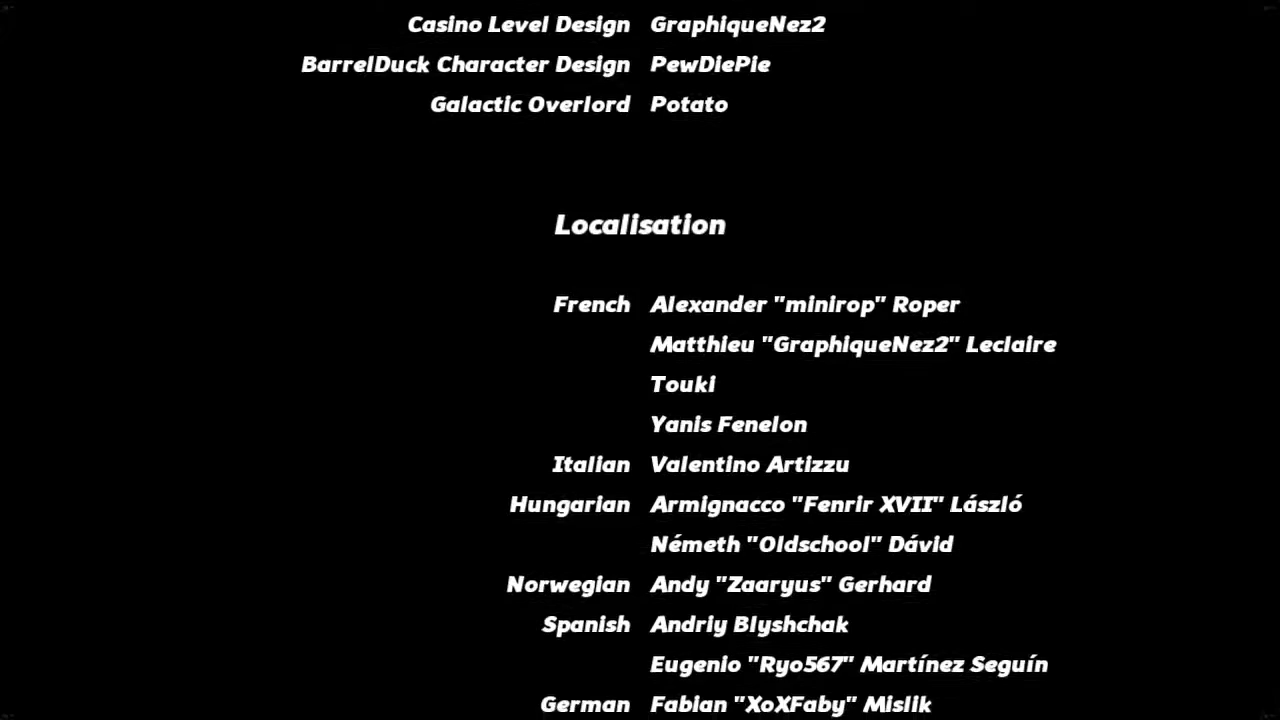 Casino Level Design GraphiqueNez2
BarrelDuck Character Design PewDiePie
Galactic Overlord Potato
Localisation
French Alexander "minirop" Roper
Matthieu "GraphiqueNez2" Leclaire
Touki
Yanis Fenelon
Italian Valentino Artizzu
Hungarian Armignacco "Fenrir XVII" László
Németh "Oldschool" Dávid
Norwegian Andy "Zaaryus" Gerhard
Spanish Andriy Blyshchak
Eugenio "Ryo567" Martínez Seguín
German Fabian "XoXFaby" Mislik